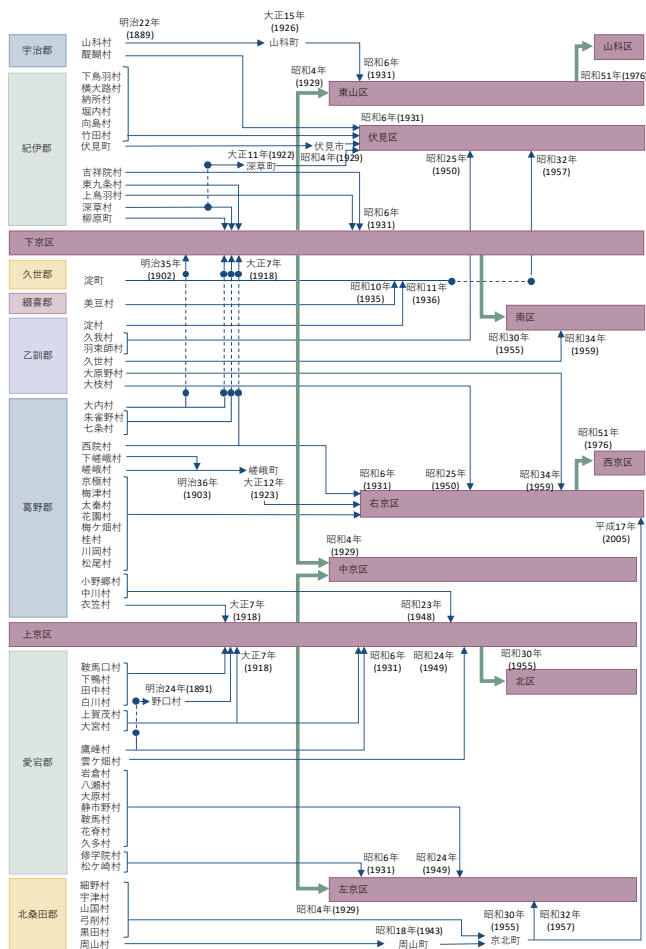 明治22年
(1889)
大正15年
(1926)
宇治郡
山科村
山科町
醍醐村
昭和6年
(1931)
昭和4年
(1929)
山科区
昭和51年(1976)
東山区
紀伊郡
下鳥羽村
横大路村
納所村
堀内村
向島村
竹田村
伏見町
伏見市
昭和6年(1931)
伏見区
大正11年(1922)
昭和4年(1929)
深草町
昭和25年
(1950)
昭和32年
(1957)
吉祥院村
東九条村
上鳥羽村
深草村
柳原町
昭和6年
(1931)
下京区
明治35年
(1902)
大正7年
(1918)
久世郡
淀町
昭和10年
(1935)
昭和11年
(1936)
綴喜郡
美豆村
南区
昭和30年
(1955)
昭和34年
(1959)
乙訓郡
淀村
久我村
羽束師村
久世村
大原野村
大枝村
葛野郡
大内村
朱雀野村
七条村
西院村
下嵯峨村
嵯峨村
嵯峨町
明治36年
(1903)
大正12年
(1923)
昭和6年
(1931)
昭和25年
(1950)
昭和34年
(1959)
昭和51年
(1976)
西京区
京極村
梅津村
太秦村
花園村
梅ケ畑村
桂村
川岡村
松尾村
右京区
平成17年
(2005)
昭和4年
(1929)
中京区
小野郷村
中川村
衣笠村
大正7年
(1918)
昭和23年
(1948)
上京区
大正7年
(1918)
昭和6年
(1931)
昭和24年
(1949)
昭和30年
(1955)
北区
愛宕郡
鞍馬口村
下鴨村
田中村
白川村
明治24年(1891)
野口村
上賀茂村
大宮村
鷹峰村
雲ケ畑村
岩倉村
八瀬村
大原村
静市野村
鞍馬村
花脊村
久多村
修学院村
松ケ崎村
昭和6年
(1931)
昭和24年
(1949)
左京区
昭和4年(1929)
北桑田郡
細野村
宇津村
山国村
弓削村
黒田村
周山村
昭和18年(1943)
周山町
昭和30年
(1955)
京北町
昭和32年
(1957)